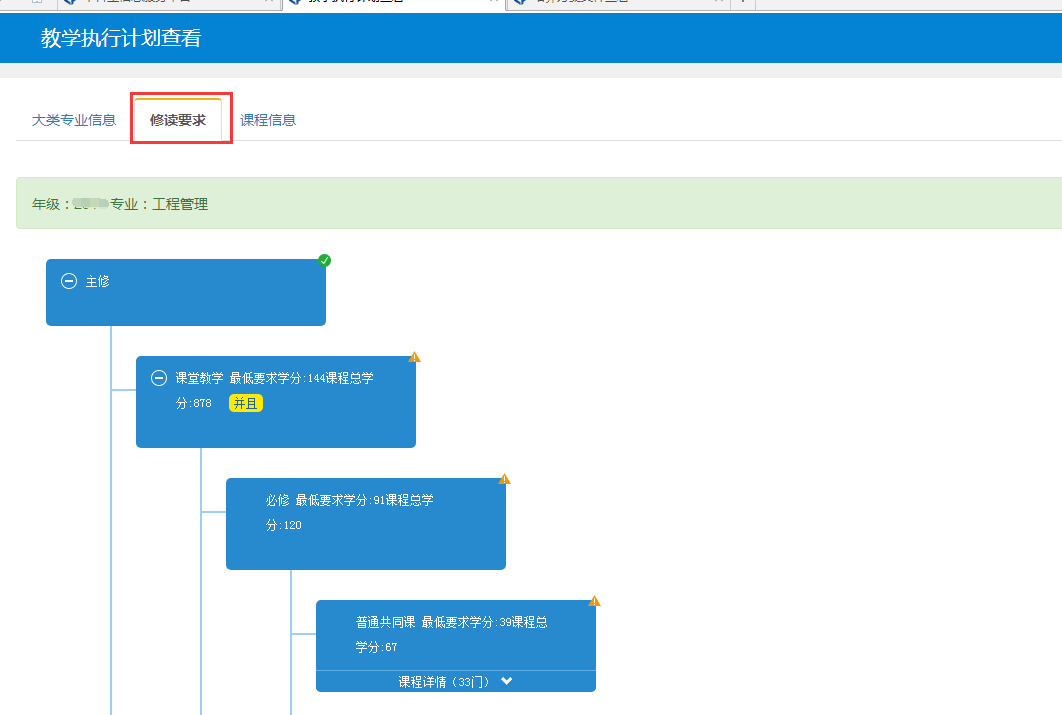 教学执行计划查看
大类专业信息 修读要求 课程信息
年级： 专业：工程管理
主修
课堂教学 最低要求学分:144课程总学
分:878 并且
必修 最低要求学分:91课程总学
分:120
普通共同课 最低要求学分:39课程总
学分:67
课程详情（33门）